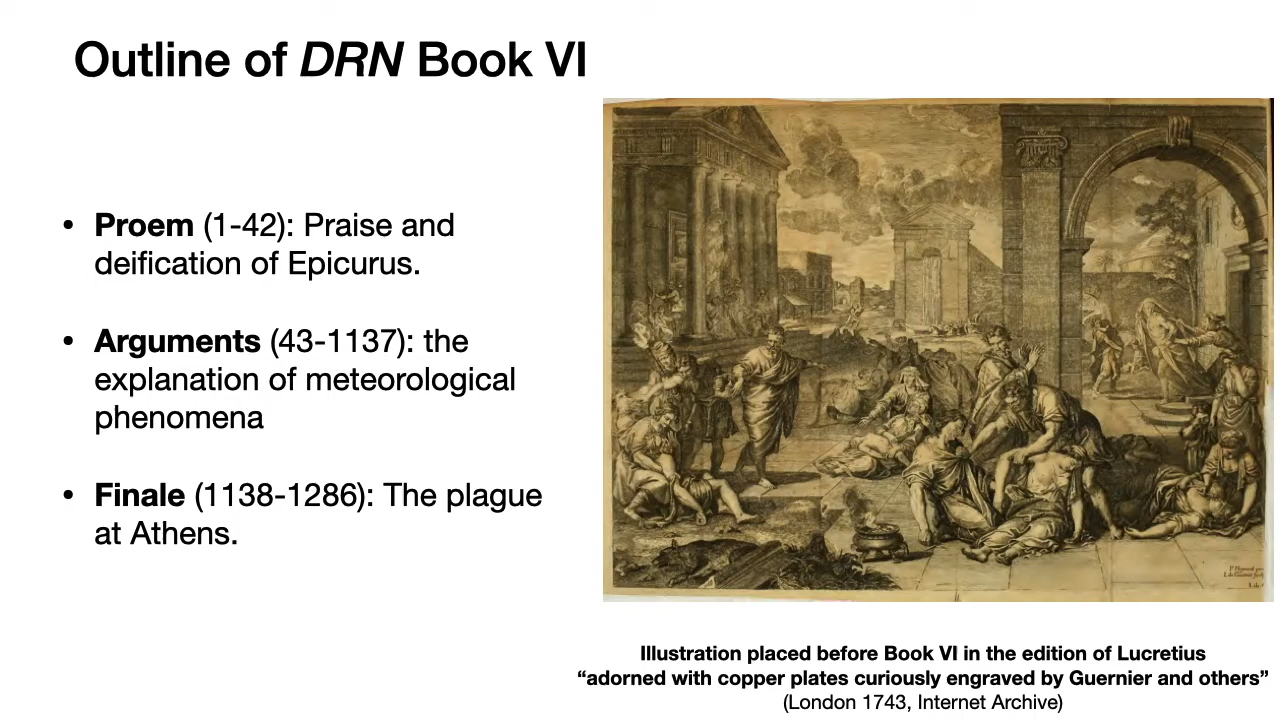 Outline of DRN Book VI
• Proem (1-42): Praise and
deification of Epicurus.
• Arguments (43-1137): the
explanation of meteorological
phenomena
• Finale (1138-1286): The plague
at Athens.
Illustration placed before Book VI in the edition of Lucretius
“adorned with copper plates curiously engraved by Guernier and others”
(London 1743, Internet Archive)